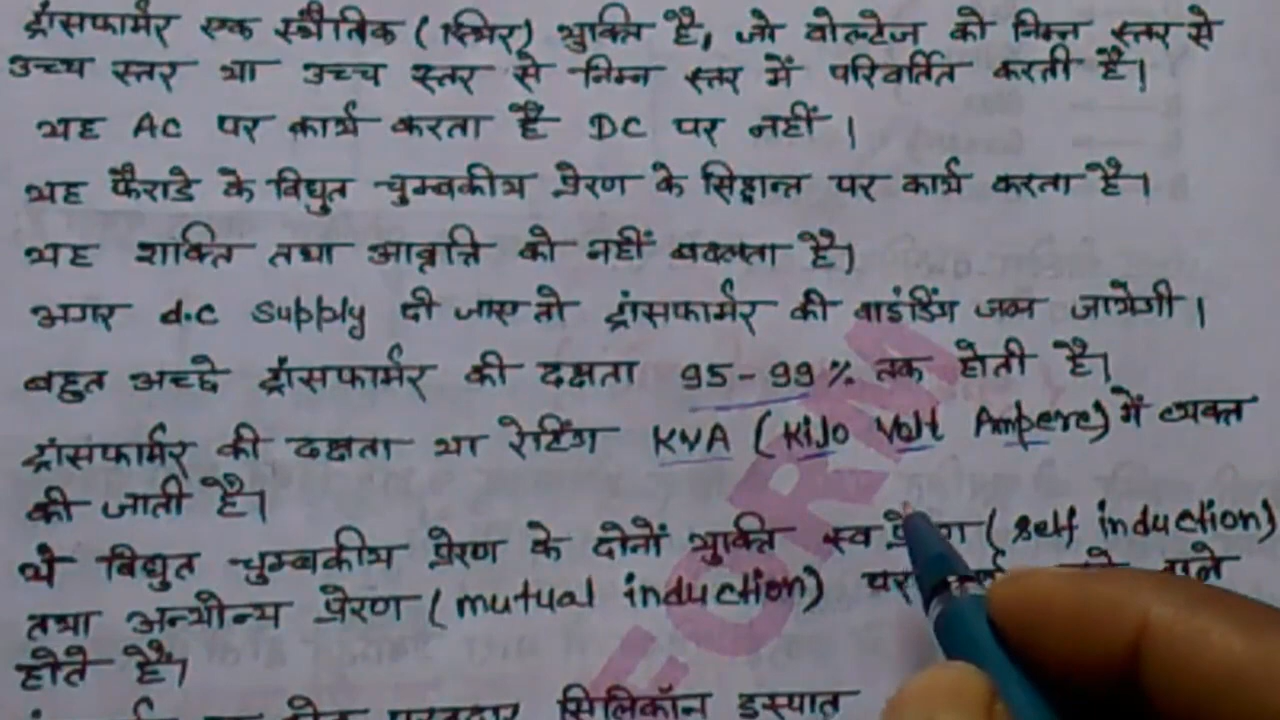 ट्रांसफार्मर एक स्थैतिक (स्थिर) युक्ति है, जो वोल्टेज को निम्न स्तर से
उच्च स्तर या उच्च स्तर से निम्न स्तर में परिवर्तित करती है।
यह AC पर कार्य करता है DC पर नहीं।
यह फैराडे के विद्युत चुम्बकीय प्रेरण के सिद्धान्त पर कार्य करता है।
यह शक्ति तथा आवृत्ति को नहीं बदलता है।
अगर d.c supply दी जाए तो ट्रांसफार्मर की वाइंडिंग जल जायेगी।
बहुत अच्छे ट्रांसफार्मर की दक्षता 95-99% तक होती है।
ट्रांसफार्मर की दक्षता या रेटिंग KVA (Kilo Volt Ampere) में व्यक्त
की जाती है।
ये विद्युत चुम्बकीय प्रेरण के दोनों युक्ति स्व प्रेरण (self induction)
तथा अन्योन्य प्रेरण (mutual induction) पर
होते है।
परतदार सिलिकॉन इस्पात
FORM